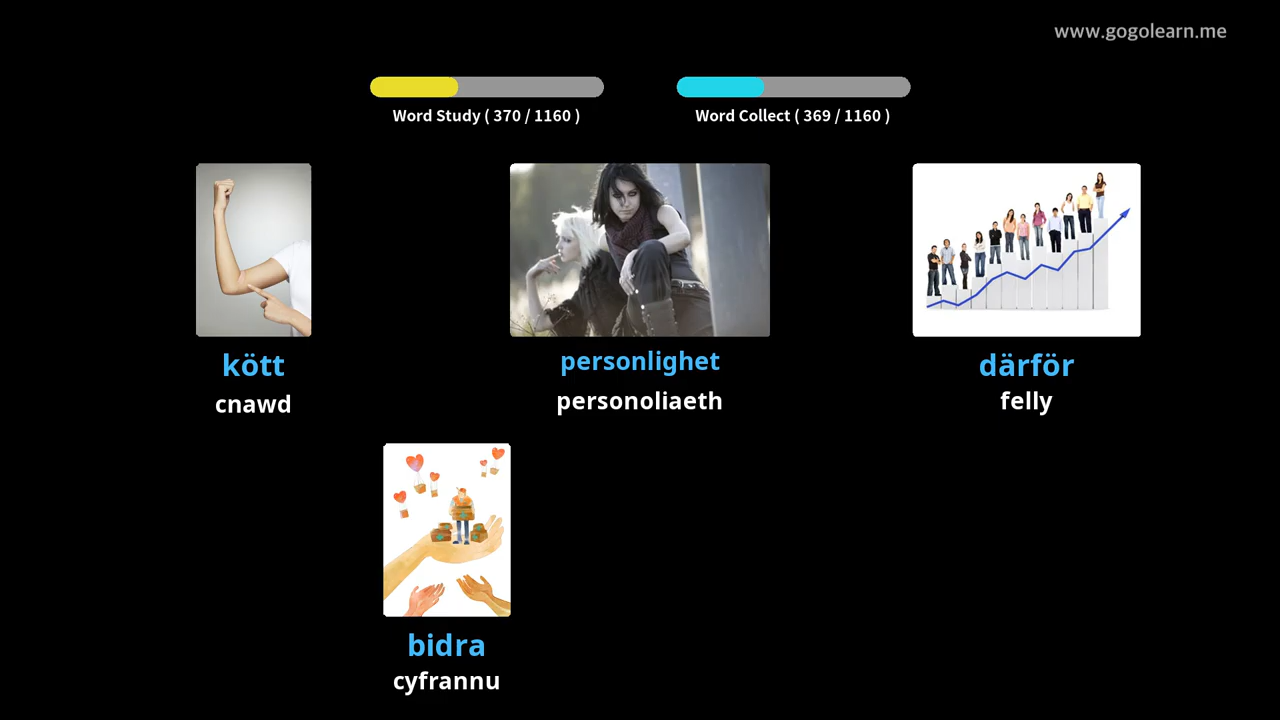 www.gogolearn.me
Word Study ( 370 / 1160 )
Word Collect ( 369 / 1160 )
kött
cnawd
personlighet
personoliaeth
därför
felly
bidra
cyfrannu